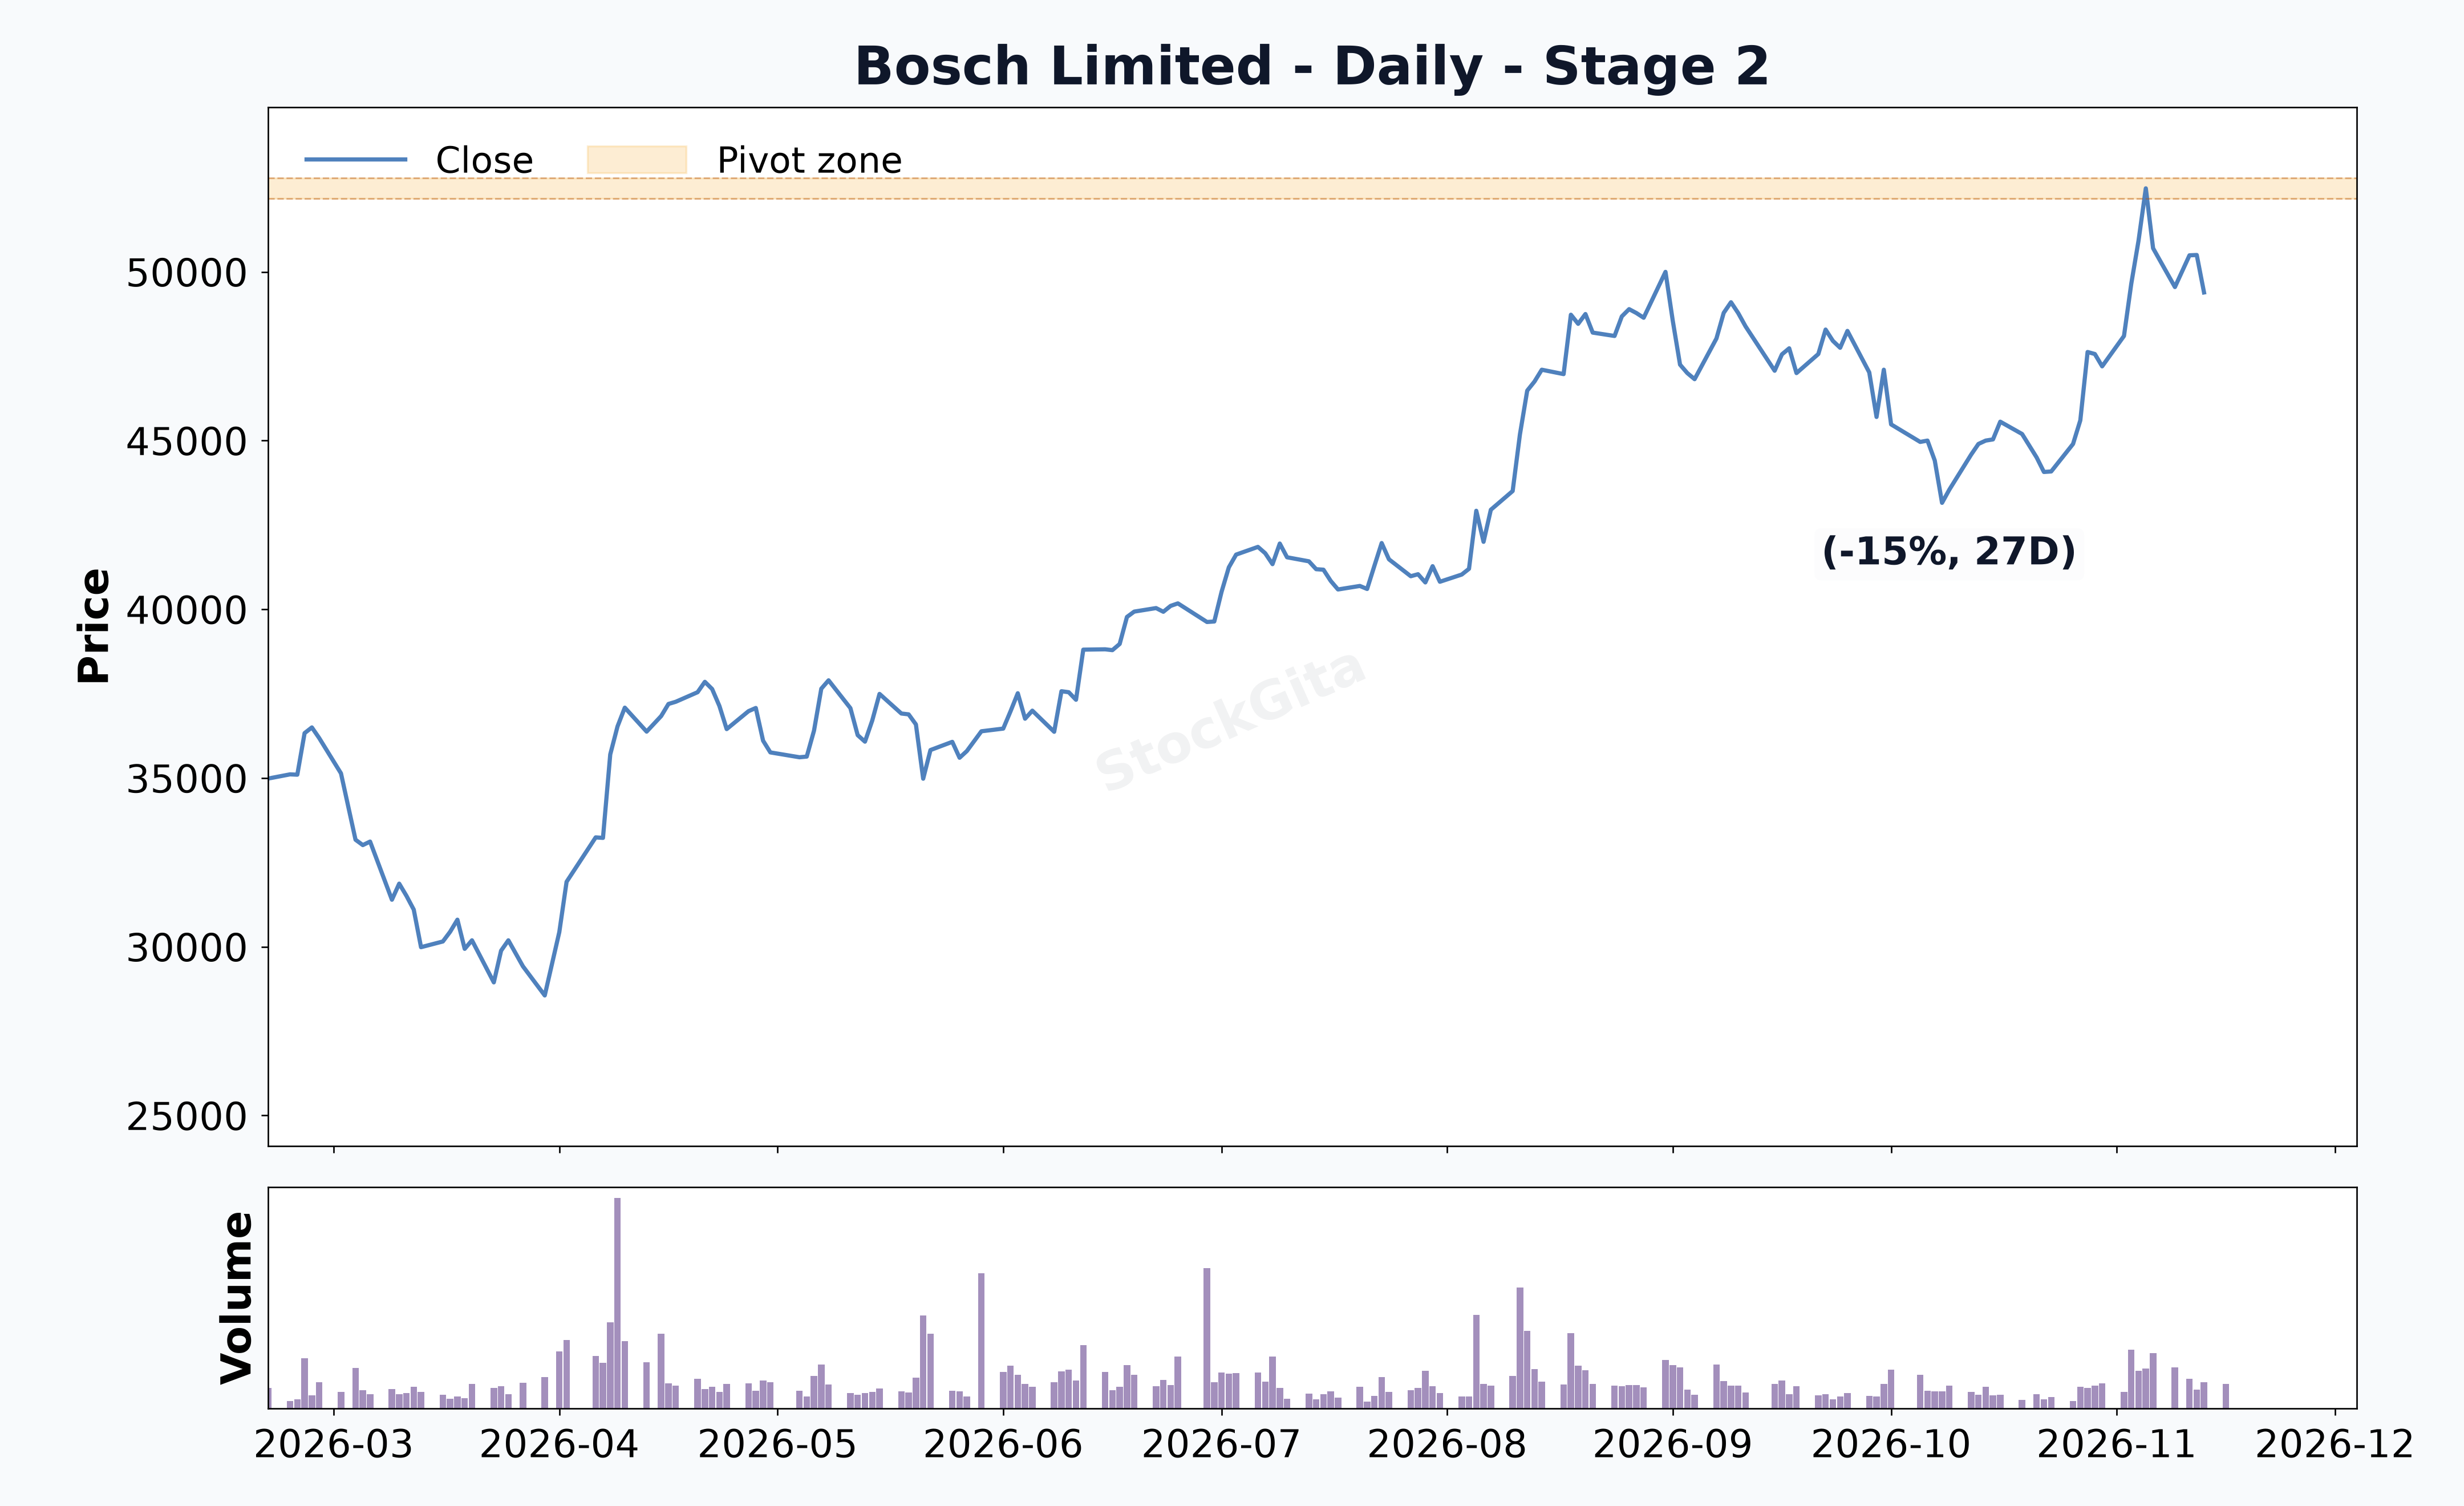 Bosch Limited - Daily - Stage 2
Close
Pivot zone
50000
45000
40000
35000
30000
25000
Price
(-15%, 27D)
StockGita
Volume
2026-03
2026-04
2026-05
2026-06
2026-07
2026-08
2026-09
2026-10
2026-11
2026-12